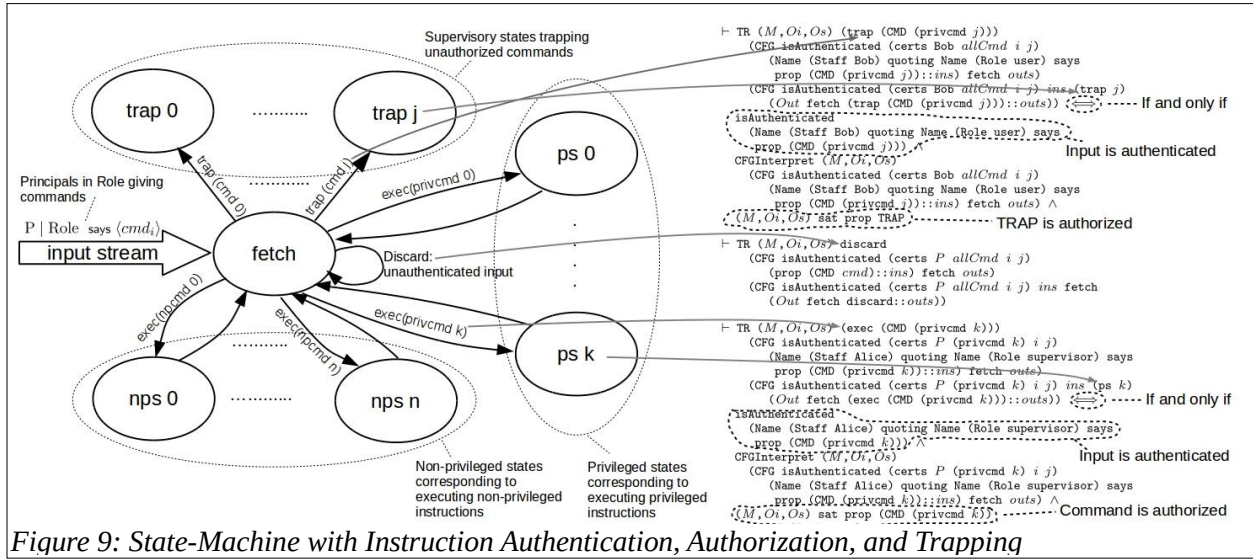 Supervisory states trapping
unauthorized commands
trap 0
............
trap j
trap (cmd 0)
............
trap (cmd j)
Principals in Role giving
commands
P | Role says ⟨cmd_i⟩
input stream
fetch
exec(privcmd 0)
ps 0
Discard:
unauthenticated input
.
.
.
.
exec(privcmd k)
ps k
exec(npcmd 0)
exec(npcmd n)
............
nps 0
............
nps n
Non-privileged states
corresponding to
executing non-privileged
instructions
Privileged states
corresponding to
executing privileged
instructions
⊢ TR (M,Oi,Os) (trap (CMD (privcmd j)))
(CFG isAuthenticated (certs Bob allCmd i j)
(Name (Staff Bob) quoting Name (Role user) says
prop (CMD (privcmd j))::ins) fetch outs)
(CFG isAuthenticated (certs Bob allCmd i j) ins (trap j)
(Out fetch (trap (CMD (privcmd j)))::outs)) ⟺ If and only if
isAuthenticated
(Name (Staff Bob) quoting Name (Role user) says
prop (CMD (privcmd j))) ∧
Input is authenticated
CFGInterpret (M,Oi,Os)
(CFG isAuthenticated (certs Bob allCmd i j)
(Name (Staff Bob) quoting Name (Role user) says
prop (CMD (privcmd j))::ins) fetch outs) ∧
(M,Oi,Os) sat prop TRAP
TRAP is authorized
⊢ TR (M,Oi,Os) discard
(CFG isAuthenticated (certs P allCmd i j)
(prop (CMD cmd)::ins) fetch outs)
(CFG isAuthenticated (certs P allCmd i j) ins fetch
(Out fetch discard::outs))
⊢ TR (M,Oi,Os) (exec (CMD (privcmd k)))
(CFG isAuthenticated (certs P (privcmd k) i j)
(Name (Staff Alice) quoting Name (Role supervisor) says
prop (CMD (privcmd k))::ins) fetch outs)
(CFG isAuthenticated (certs P (privcmd k) i j) ins (ps k)
(Out fetch (exec (CMD (privcmd k)))::outs)) ⟺ If and only if
isAuthenticated
(Name (Staff Alice) quoting Name (Role supervisor) says
prop (CMD (privcmd k))) ∧
Input is authenticated
CFGInterpret (M,Oi,Os)
(CFG isAuthenticated (certs P (privcmd k) i j)
(Name (Staff Alice) quoting Name (Role supervisor) says
prop (CMD (privcmd k))::ins) fetch outs) ∧
(M,Oi,Os) sat prop (CMD (privcmd k))
Command is authorized
Figure 9: State-Machine with Instruction Authentication, Authorization, and Trapping